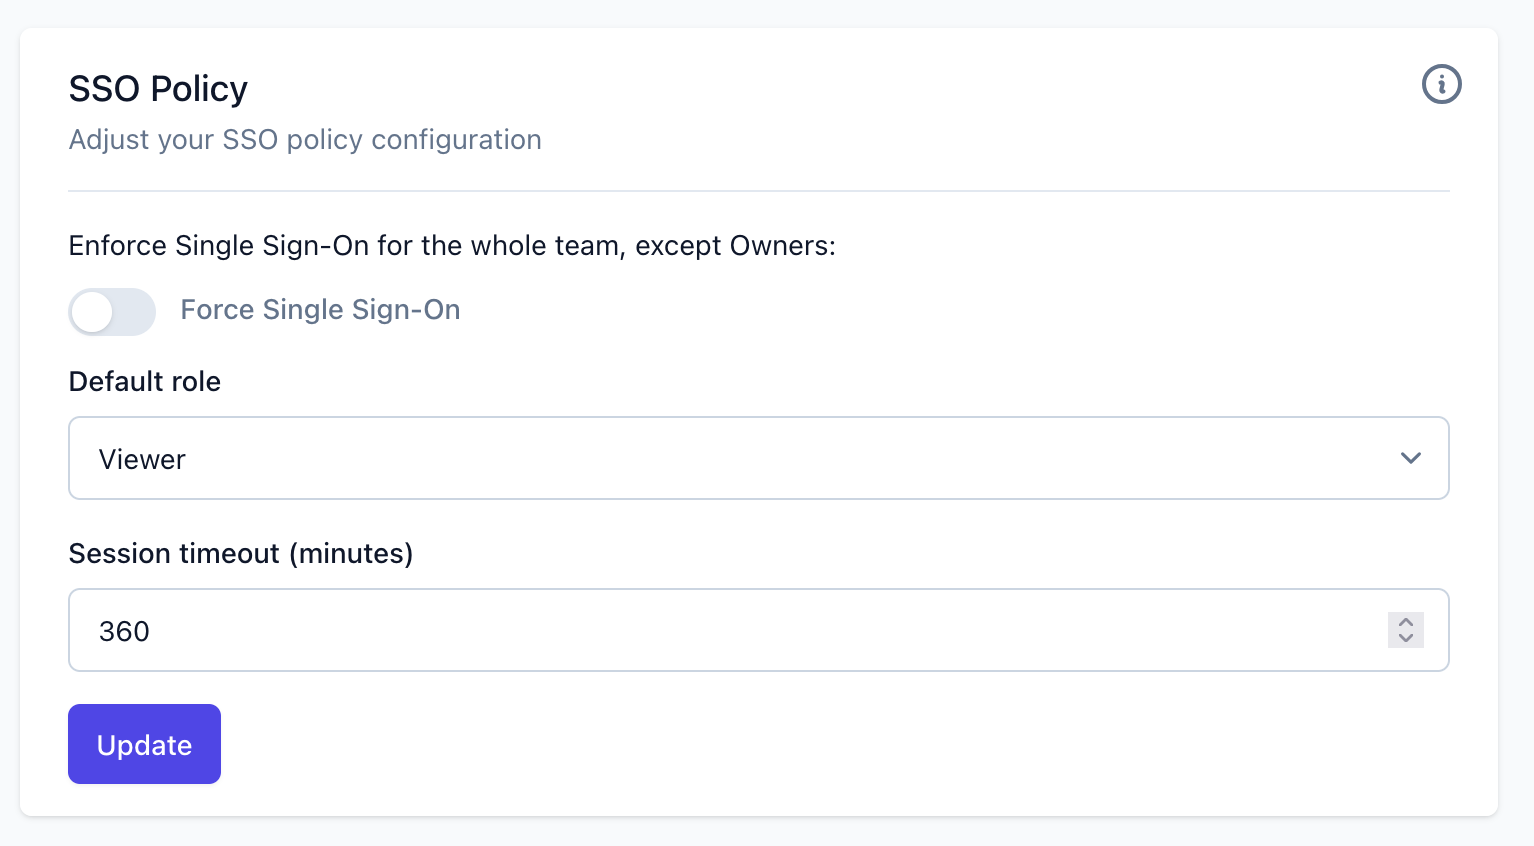 SSO Policy
Adjust your SSO policy configuration
Enforce Single Sign-On for the whole team, except Owners:
Force Single Sign-On
Default role
Viewer
Session timeout (minutes)
360
Update